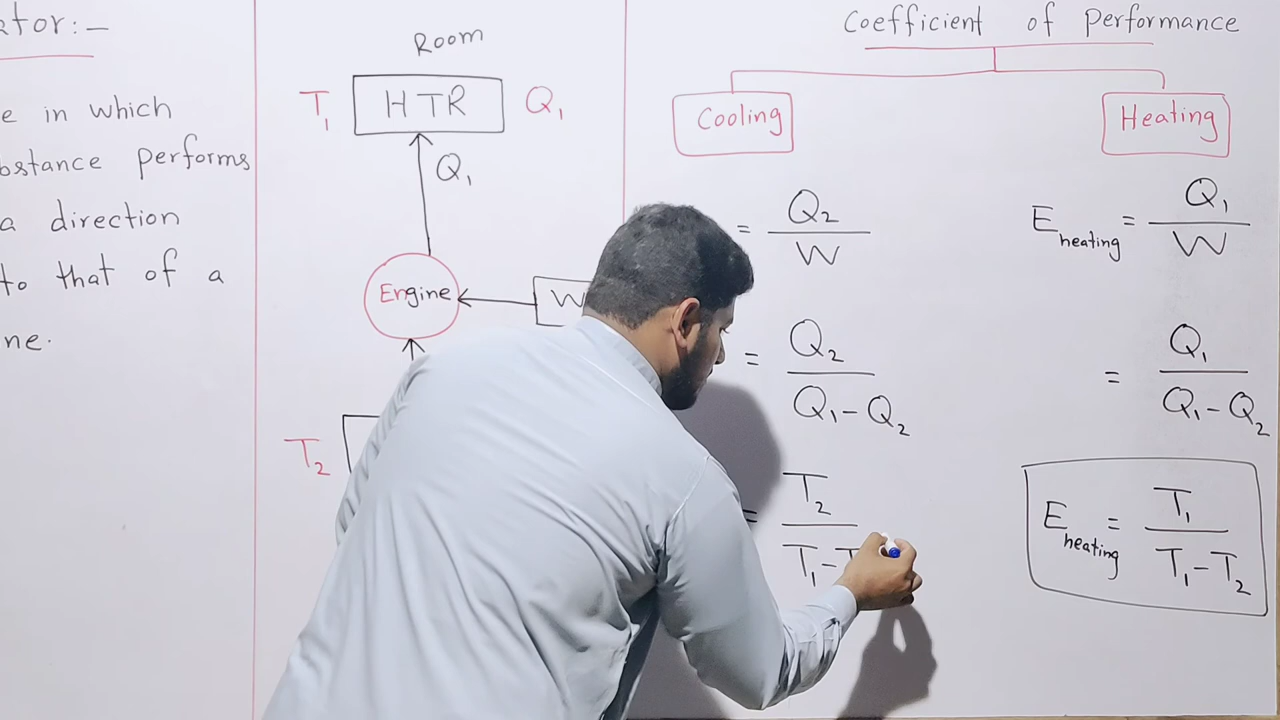 ator:–
e in which
bstance performs
a direction
to that of a
ne.
Room
T₁
HTR
Q₁
Q₁
Engine
W
T₂
Coefficient of performance
Cooling
Heating
= Q₂
W
= Q₂
Q₁ – Q₂
= T₂
T₁ – T
E heating = Q₁
W
= Q₁
Q₁ – Q₂
E heating = T₁
T₁ – T₂